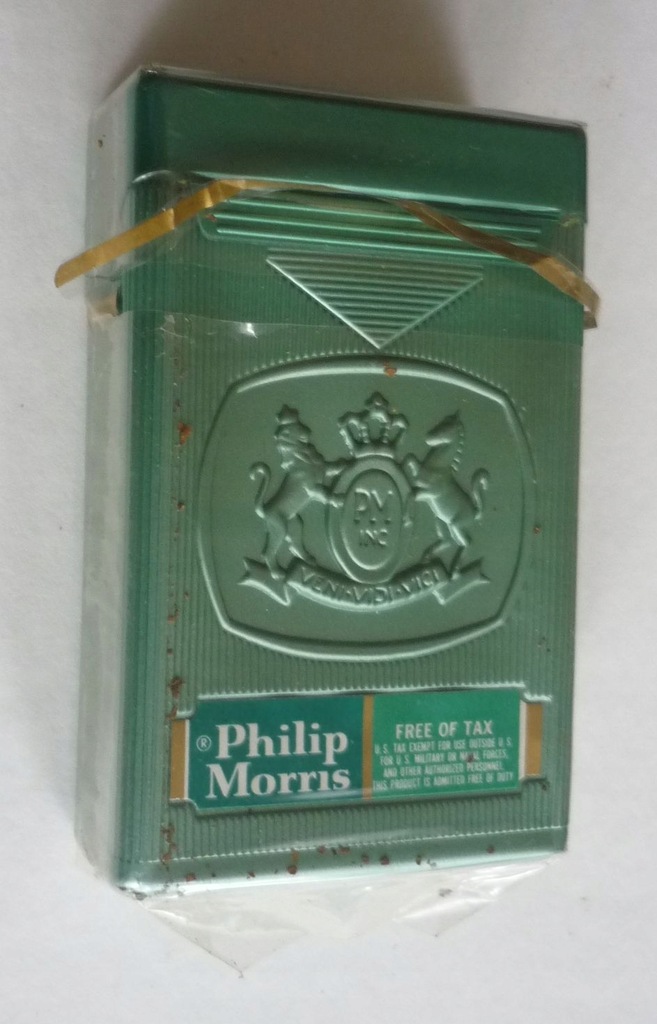 PM
INC
VENI·VIDI·VICI
® Philip
Morris
FREE OF TAX
U.S. TAX EXEMPT FOR USE OUTSIDE U.S.
FOR U.S. MILITARY OR NAVAL FORCES,
AND OTHER AUTHORIZED PERSONNEL,
THIS PRODUCT IS ADMITTED FREE OF DUTY